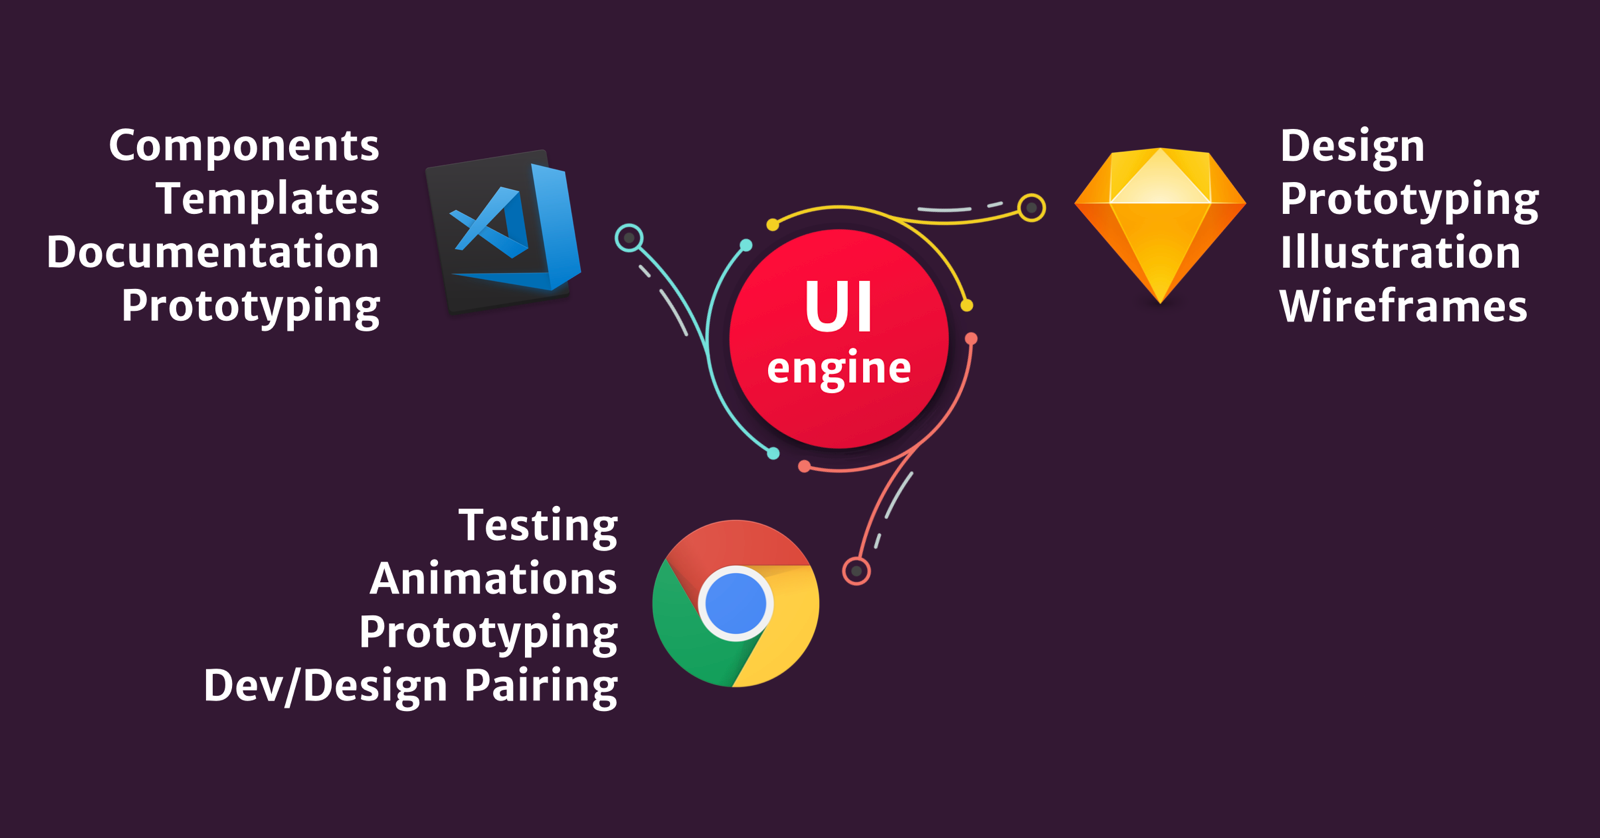 Components
Templates
Documentation
Prototyping
UI
engine
Design
Prototyping
Illustration
Wireframes
Testing
Animations
Prototyping
Dev/Design Pairing